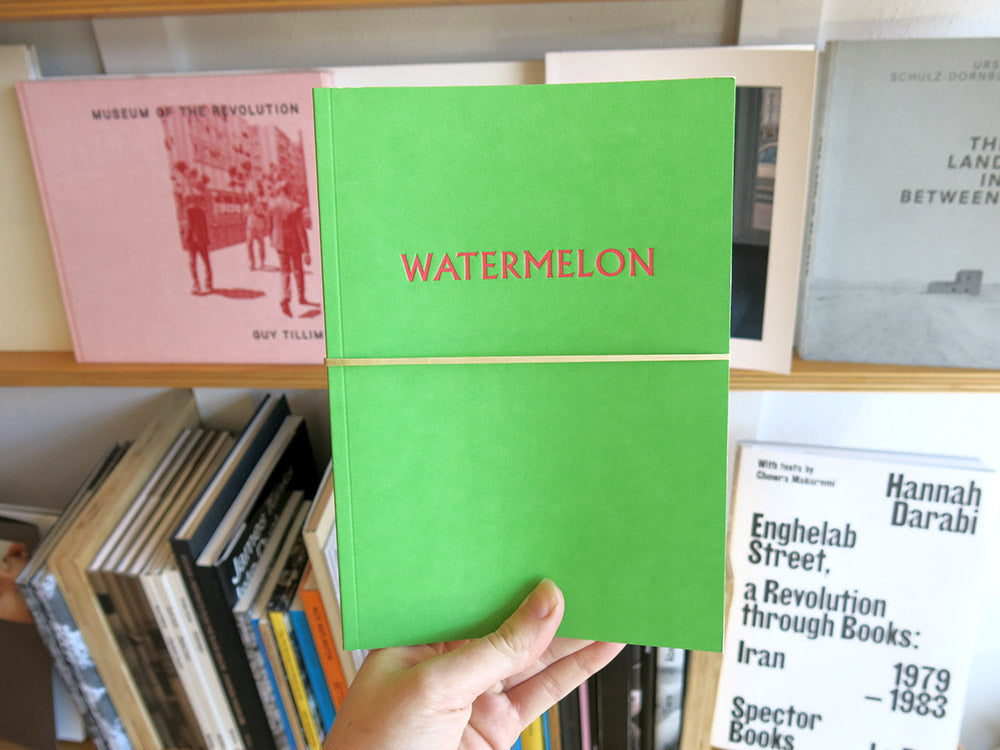 MUSEUM OF THE REVOLUTION
GUY TILLIM
WATERMELON
URS
SCHULZ-DORNB
THE
LAND
IN
BETWEEN
With texts by
Chowra Makaremi
Hannah
Darabi
Enghelab
Street,
a Revolution
through Books:
Iran
1979
– 1983
Spector
Books